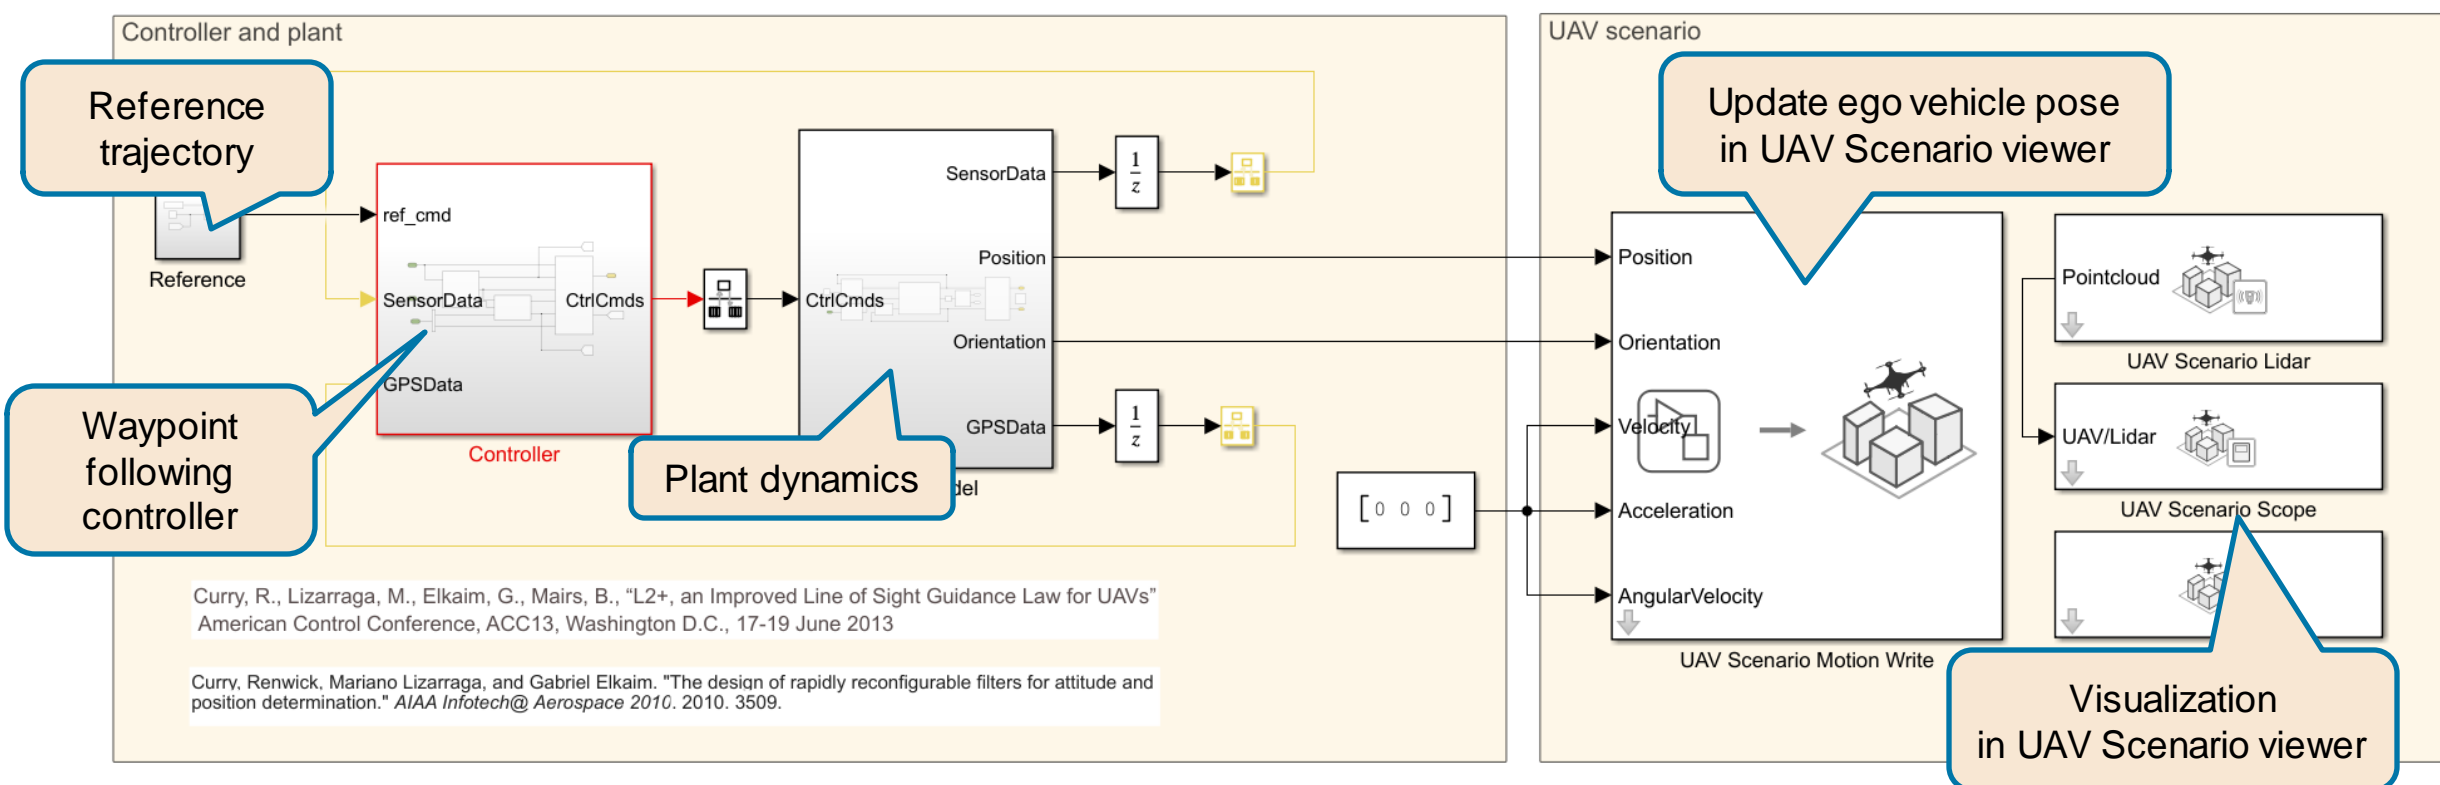 Controller and plant
Reference
trajectory
Reference
ref_cmd
SensorData
GPSData
CtrlCmds
Controller
Waypoint
following
controller
CtrlCmds
SensorData
Position
Orientation
GPSData
Plant dynamics
del
1
z
1
z
[0 0 0]
Curry, R., Lizarraga, M., Elkaim, G., Mairs, B., “L2+, an Improved Line of Sight Guidance Law for UAVs”
American Control Conference, ACC13, Washington D.C., 17-19 June 2013
Curry, Renwick, Mariano Lizarraga, and Gabriel Elkaim. "The design of rapidly reconfigurable filters for attitude and
position determination." AIAA Infotech@ Aerospace 2010. 2010. 3509.
UAV scenario
Update ego vehicle pose
in UAV Scenario viewer
Position
Orientation
Velocity
Acceleration
AngularVelocity
UAV Scenario Motion Write
Pointcloud
UAV Scenario Lidar
UAV/Lidar
UAV Scenario Scope
Visualization
in UAV Scenario viewer